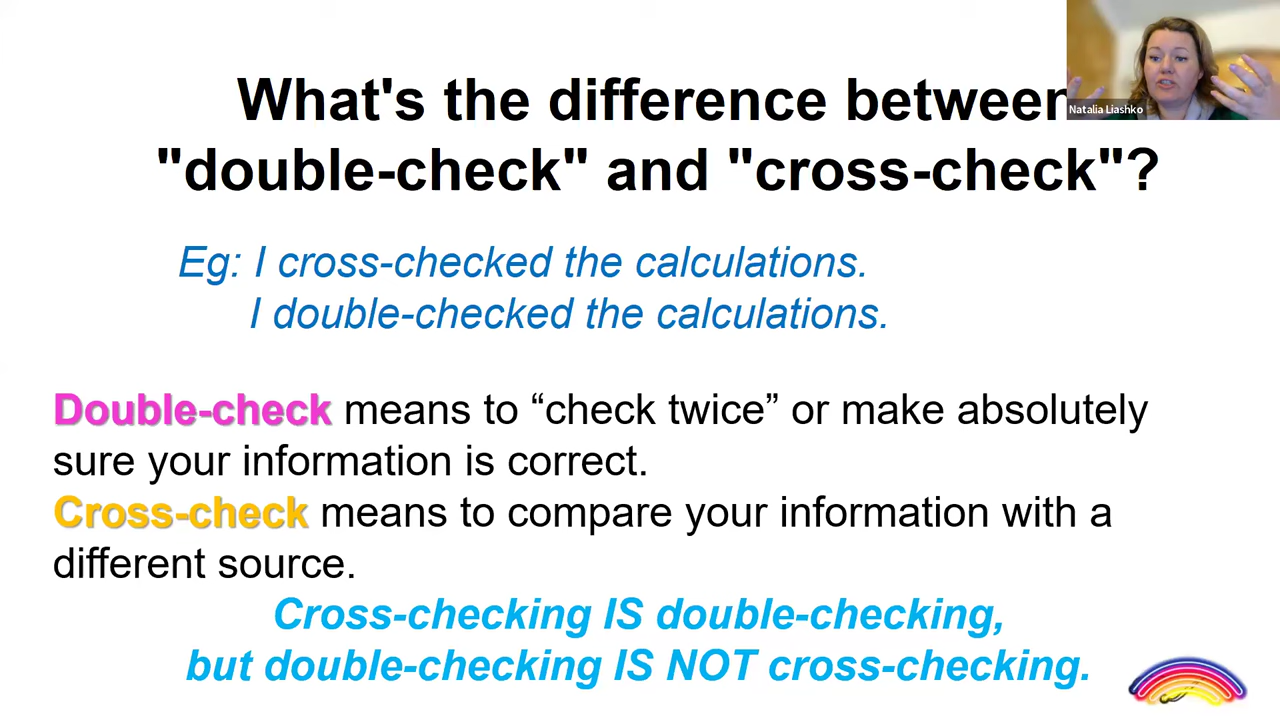 What's the difference between
"double-check" and "cross-check"?
Natalia Liashko
Eg: I cross-checked the calculations.
I double-checked the calculations.
Double-check means to “check twice” or make absolutely
sure your information is correct.
Cross-check means to compare your information with a
different source.
Cross-checking IS double-checking,
but double-checking IS NOT cross-checking.